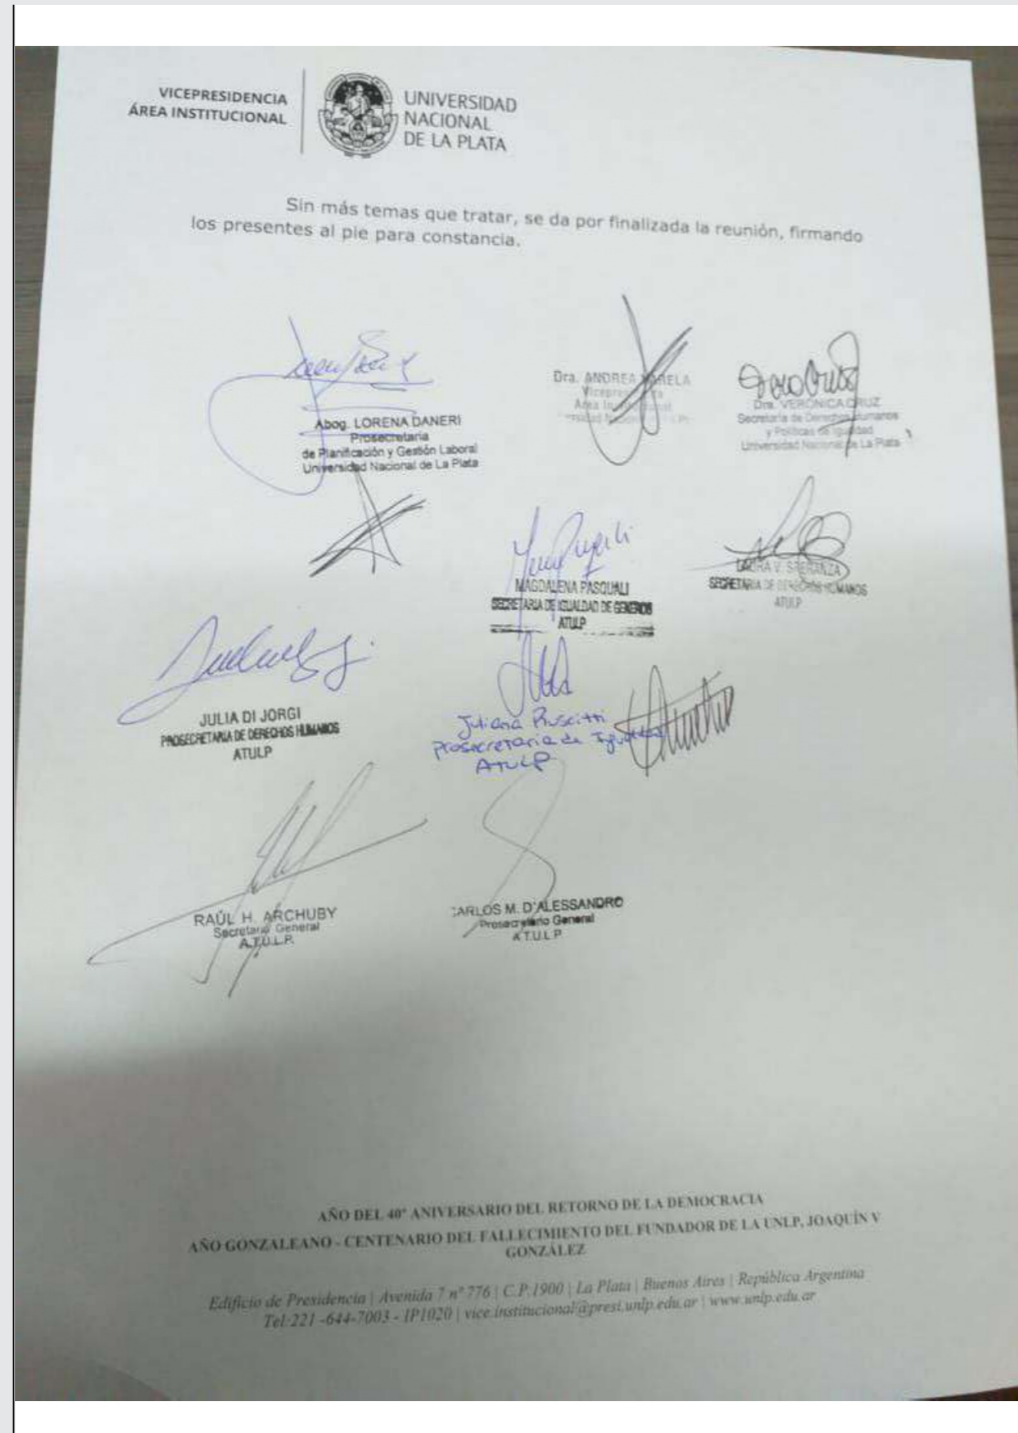 VICEPRESIDENCIA
ÁREA INSTITUCIONAL
UNIVERSIDAD
NACIONAL
DE LA PLATA
Sin más temas que tratar, se da por finalizada la reunión, firmando
los presentes al pie para constancia.
Abog. LORENA DANERI
Prosecretaria
de Planificación y Gestión Laboral
Universidad Nacional de La Plata
Dra. ANDREA VARELA
Dra. VERÓNICA CRUZ
Secretaria de Derechos Humanos
y Políticas de Igualdad
Universidad Nacional de La Plata
MAGDALENA PASQUALI
SECRETARIA DE IGUALDAD DE GENEROS
ATULP
LAURA V. SPERANZA
SECRETARIA DE DERECHOS HUMANOS
ATULP
JULIA DI JORGI
PROSECRETARIA DE DERECHOS HUMANOS
ATULP
Juliana
Prosecretaria de
ATULP
RAÚL H. ARCHUBY
Secretario General
A.T.U.L.P.
CARLOS M. D'ALESSANDRO
Prosecretario General
A.T.U.L.P
AÑO DEL 40° ANIVERSARIO DEL RETORNO DE LA DEMOCRACIA
AÑO GONZALEANO - CENTENARIO DEL FALLECIMIENTO DEL FUNDADOR DE LA UNLP, JOAQUÍN V
GONZÁLEZ
Edificio de Presidencia | Avenida 7 nº 776 | C.P.1900 | La Plata | Buenos Aires | República Argentina
Tel:221 -644-7003 - IP1020 | vice.institucional@presi.unlp.edu.ar | www.unlp.edu.ar